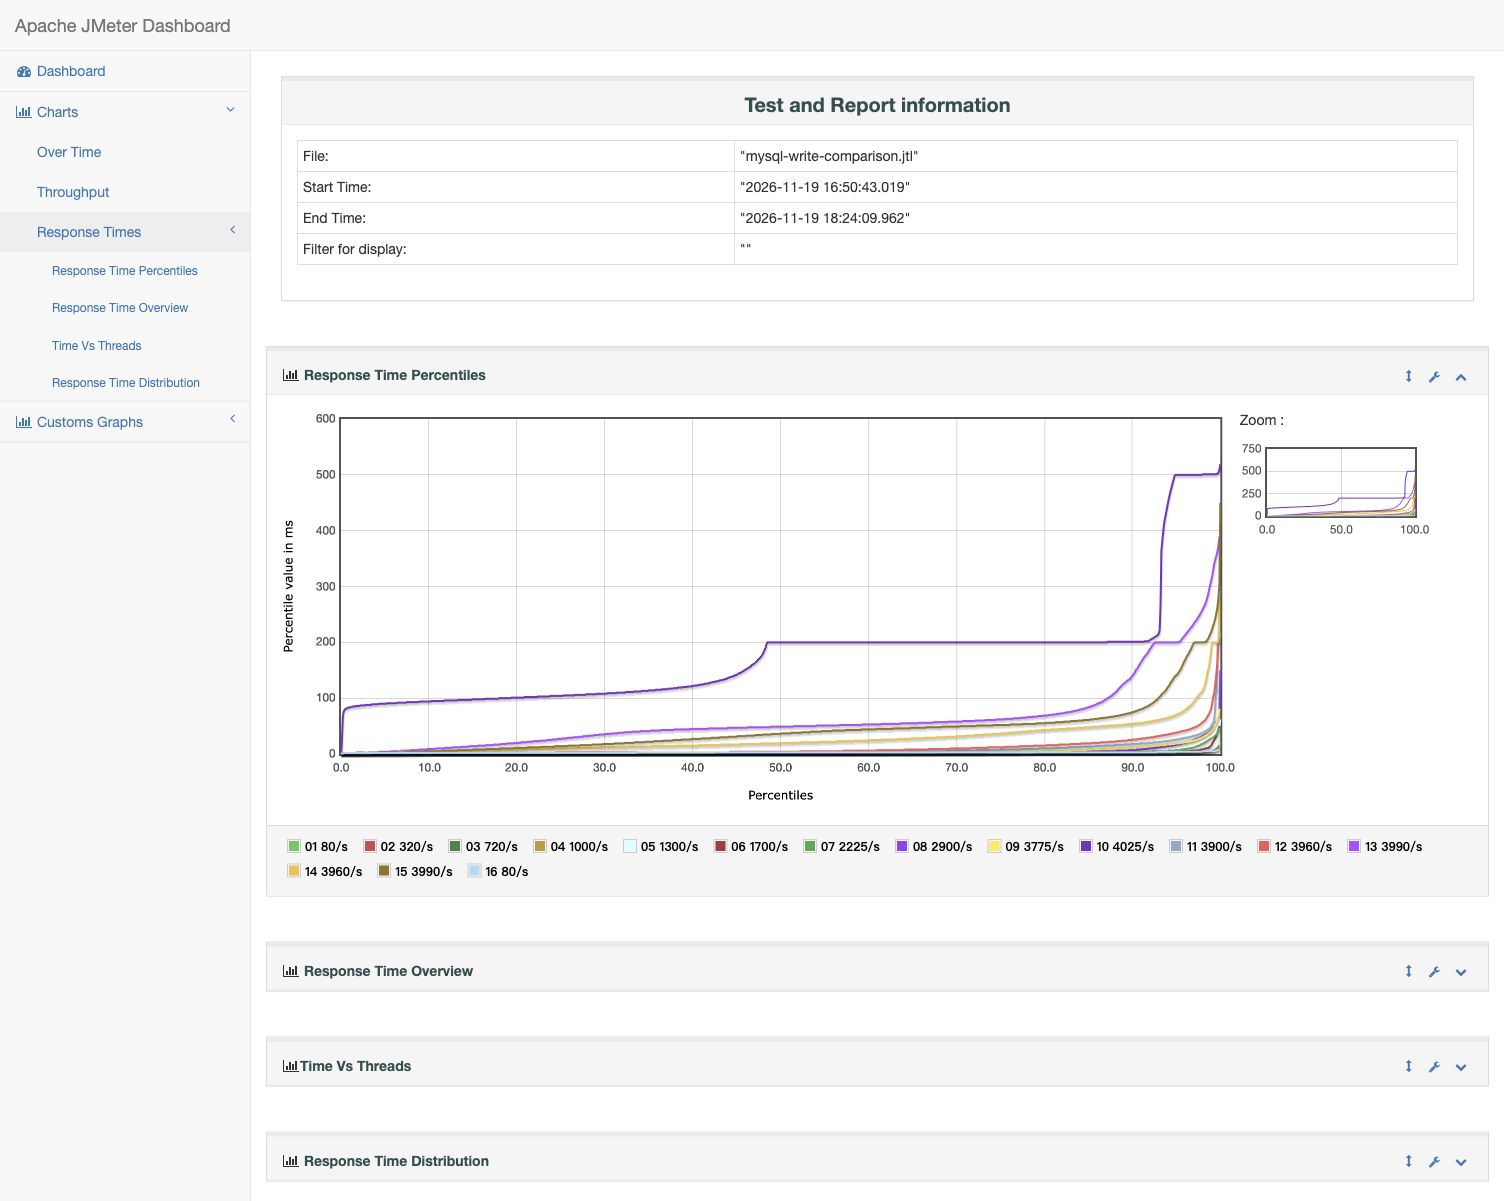 Apache JMeter Dashboard
Dashboard
Charts
Over Time
Throughput
Response Times
Response Time Percentiles
Response Time Overview
Time Vs Threads
Response Time Distribution
Customs Graphs
Test and Report information
File: "mysql-write-comparison.jtl"
Start Time: "2026-11-19 16:50:43.019"
End Time: "2026-11-19 18:24:09.962"
Filter for display: ""
Response Time Percentiles
600
500
400
300
200
100
0
Percentile value in ms
0.0 10.0 20.0 30.0 40.0 50.0 60.0 70.0 80.0 90.0 100.0
Percentiles
Zoom :
750
500
250
0
0.0 50.0 100.0
01 80/s 02 320/s 03 720/s 04 1000/s 05 1300/s 06 1700/s 07 2225/s 08 2900/s 09 3775/s 10 4025/s 11 3900/s 12 3960/s 13 3990/s
14 3960/s 15 3990/s 16 80/s
Response Time Overview
Time Vs Threads
Response Time Distribution